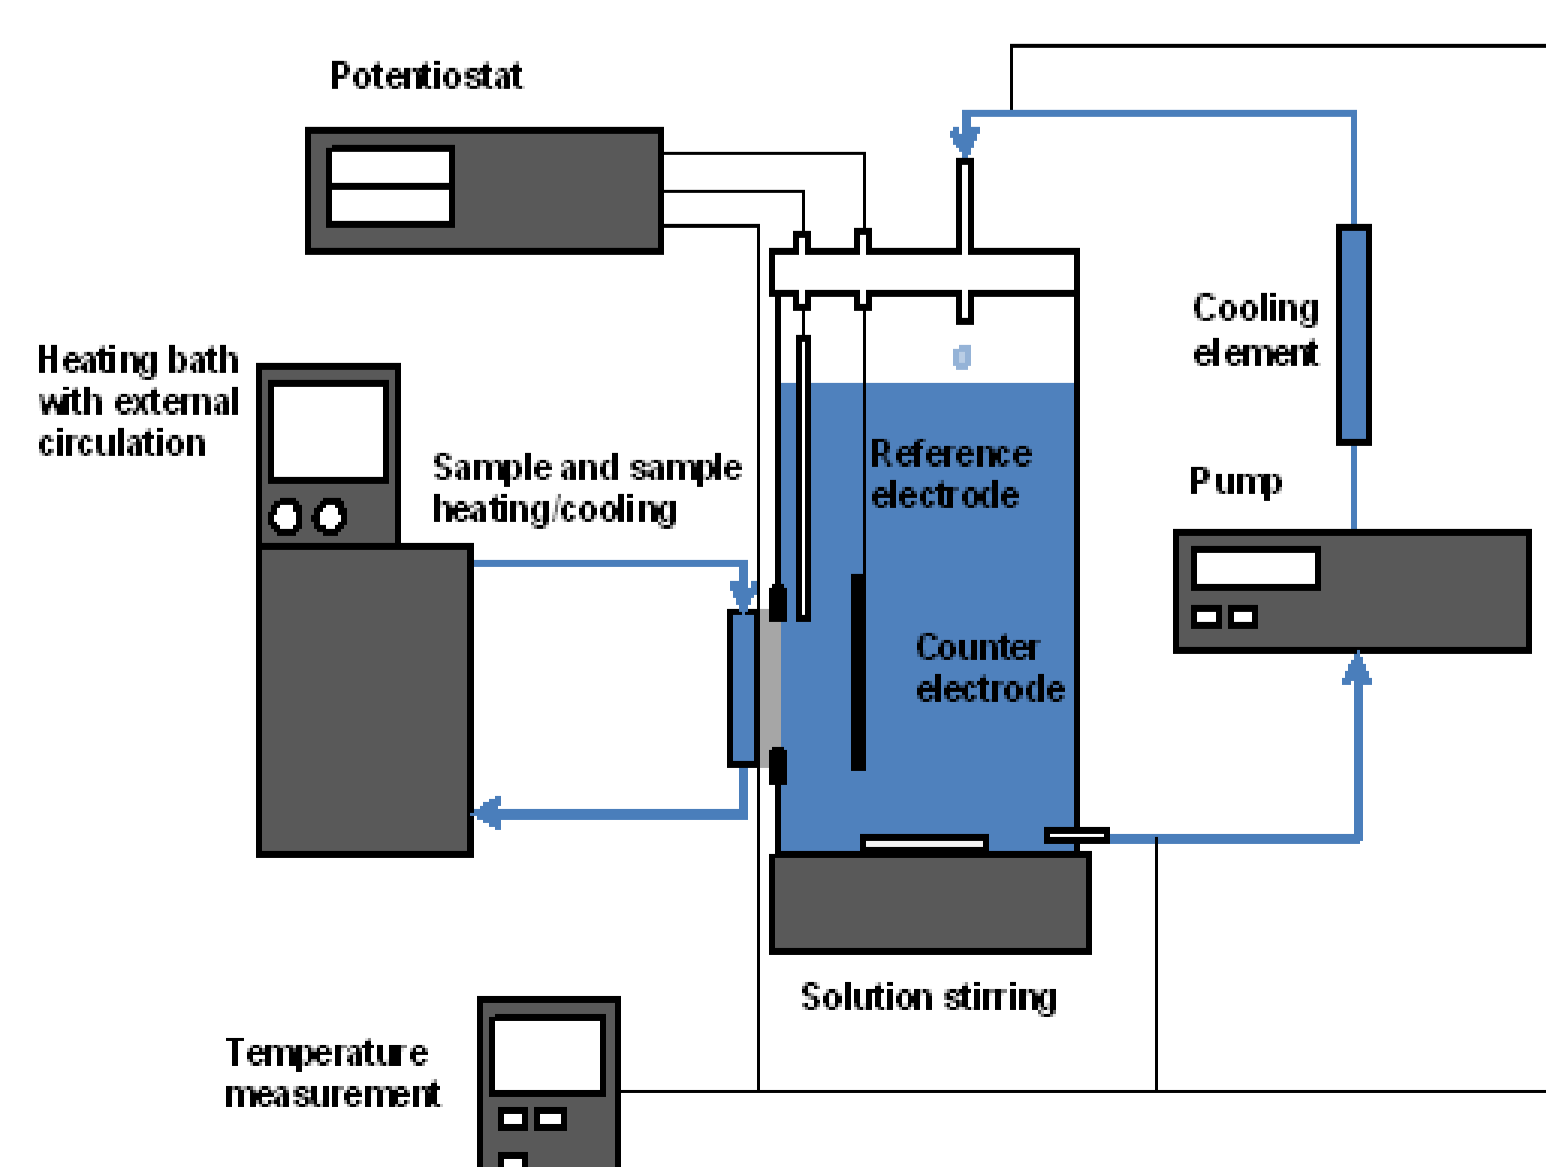 Potentiostat
Heating bath
with external
circulation
Sample and sample
heating/cooling
Reference
electrode
Counter
electrode
Cooling
element
Pump
Solution stirring
Temperature
measurement